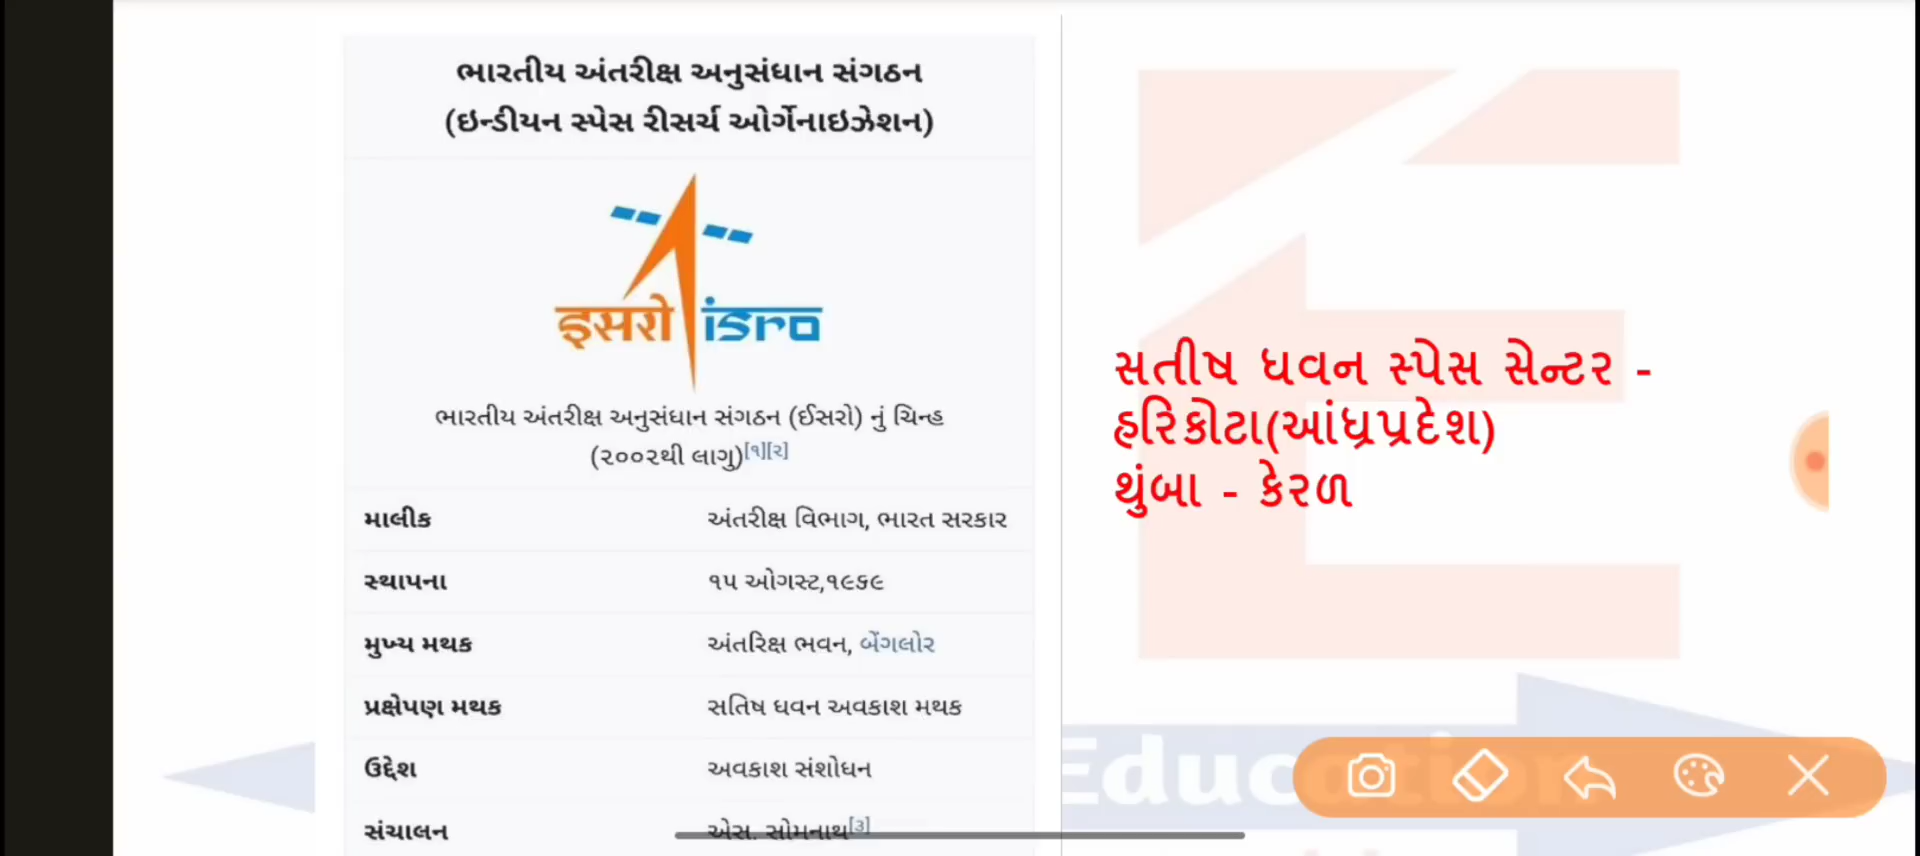 ભારતીય અંતરીક્ષ અનુસંધાન સંગઠન
(ઇન્ડીયન સ્પેસ રીસર્ચ ઓર્ગેનાઇઝેશન)
इसरो isro
ભારતીય અંતરીક્ષ અનુસંધાન સંગઠન (ઈસરો) નું ચિન્હ
(૨૦૦૨થી લાગુ)[૧][૨]
માલીક અંતરીક્ષ વિભાગ, ભારત સરકાર
સ્થાપના ૧૫ ઓગસ્ટ,૧૯૬૯
મુખ્ય મથક અંતરિક્ષ ભવન, બેંગલોર
પ્રક્ષેપણ મથક સતિષ ધવન અવકાશ મથક
ઉદ્દેશ અવકાશ સંશોધન
સંચાલન એસ. સોમનાથ[3]
સતીષ ધવન સ્પેસ સેન્ટર -
હરિકોટા(આંધ્રપ્રદેશ)
થુંબા - કેરળ
Education